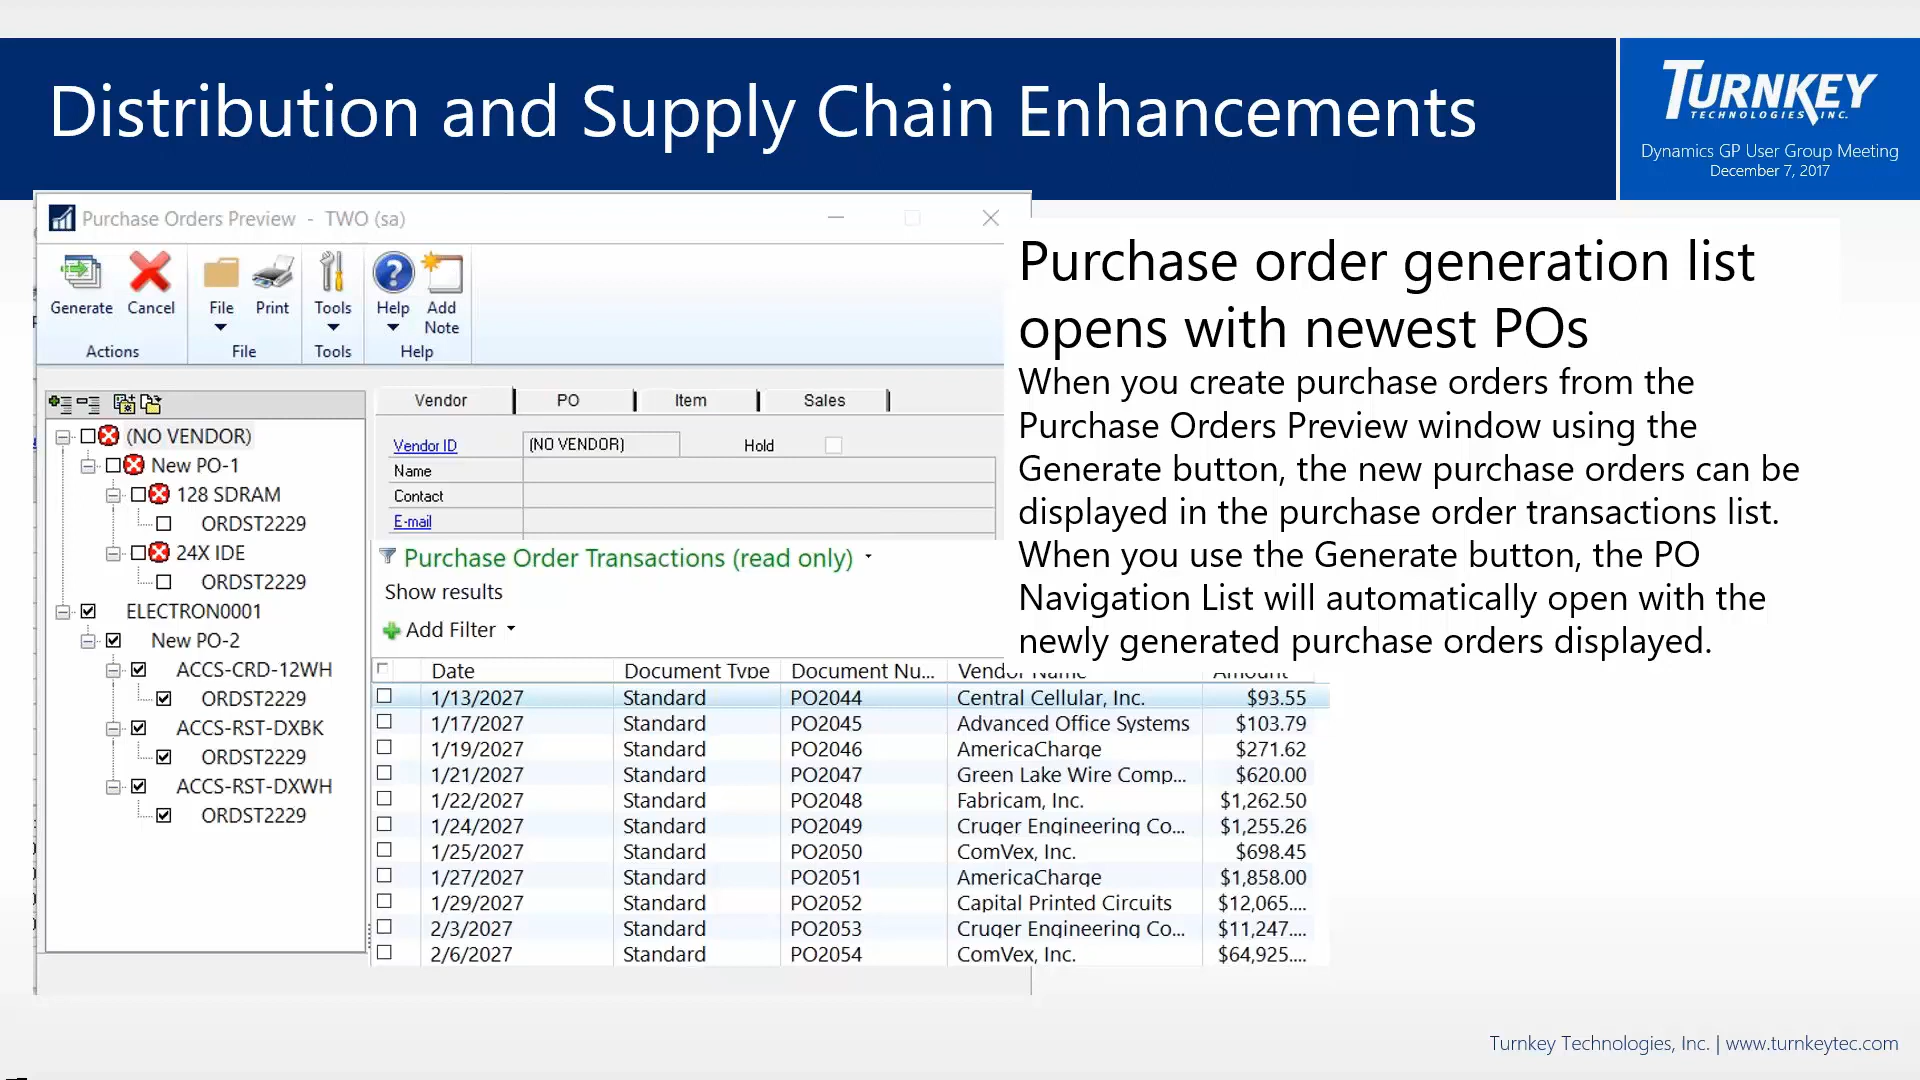 Distribution and Supply Chain Enhancements
TURNKEY
TECHNOLOGIES, INC.
Dynamics GP User Group Meeting
December 7, 2017
Purchase Orders Preview - TWO (sa)
Generate Cancel File Print Tools Help Add Note
Actions File Tools Help
Purchase order generation list
opens with newest POs
When you create purchase orders from the
Purchase Orders Preview window using the
Generate button, the new purchase orders can be
displayed in the purchase order transactions list.
When you use the Generate button, the PO
Navigation List will automatically open with the
newly generated purchase orders displayed.
(NO VENDOR)
New PO-1
128 SDRAM
ORDST2229
24X IDE
ORDST2229
ELECTRON0001
New PO-2
ACCS-CRD-12WH
ORDST2229
ACCS-RST-DXBK
ORDST2229
ACCS-RST-DXWH
ORDST2229
Vendor PO Item Sales
Vendor ID (NO VENDOR) Hold
Name
Contact
E-mail
Purchase Order Transactions (read only)
Show results
Add Filter
Date Document Type Document Nu... Vendor Name Amount
1/13/2027 Standard PO2044 Central Cellular, Inc. $93.55
1/17/2027 Standard PO2045 Advanced Office Systems $103.79
1/19/2027 Standard PO2046 AmericaCharge $271.62
1/21/2027 Standard PO2047 Green Lake Wire Comp... $620.00
1/22/2027 Standard PO2048 Fabricam, Inc. $1,262.50
1/24/2027 Standard PO2049 Cruger Engineering Co... $1,255.26
1/25/2027 Standard PO2050 ComVex, Inc. $698.45
1/27/2027 Standard PO2051 AmericaCharge $1,858.00
1/29/2027 Standard PO2052 Capital Printed Circuits $12,065....
2/3/2027 Standard PO2053 Cruger Engineering Co... $11,247....
2/6/2027 Standard PO2054 ComVex, Inc. $64,925....
Turnkey Technologies, Inc. | www.turnkeytec.com